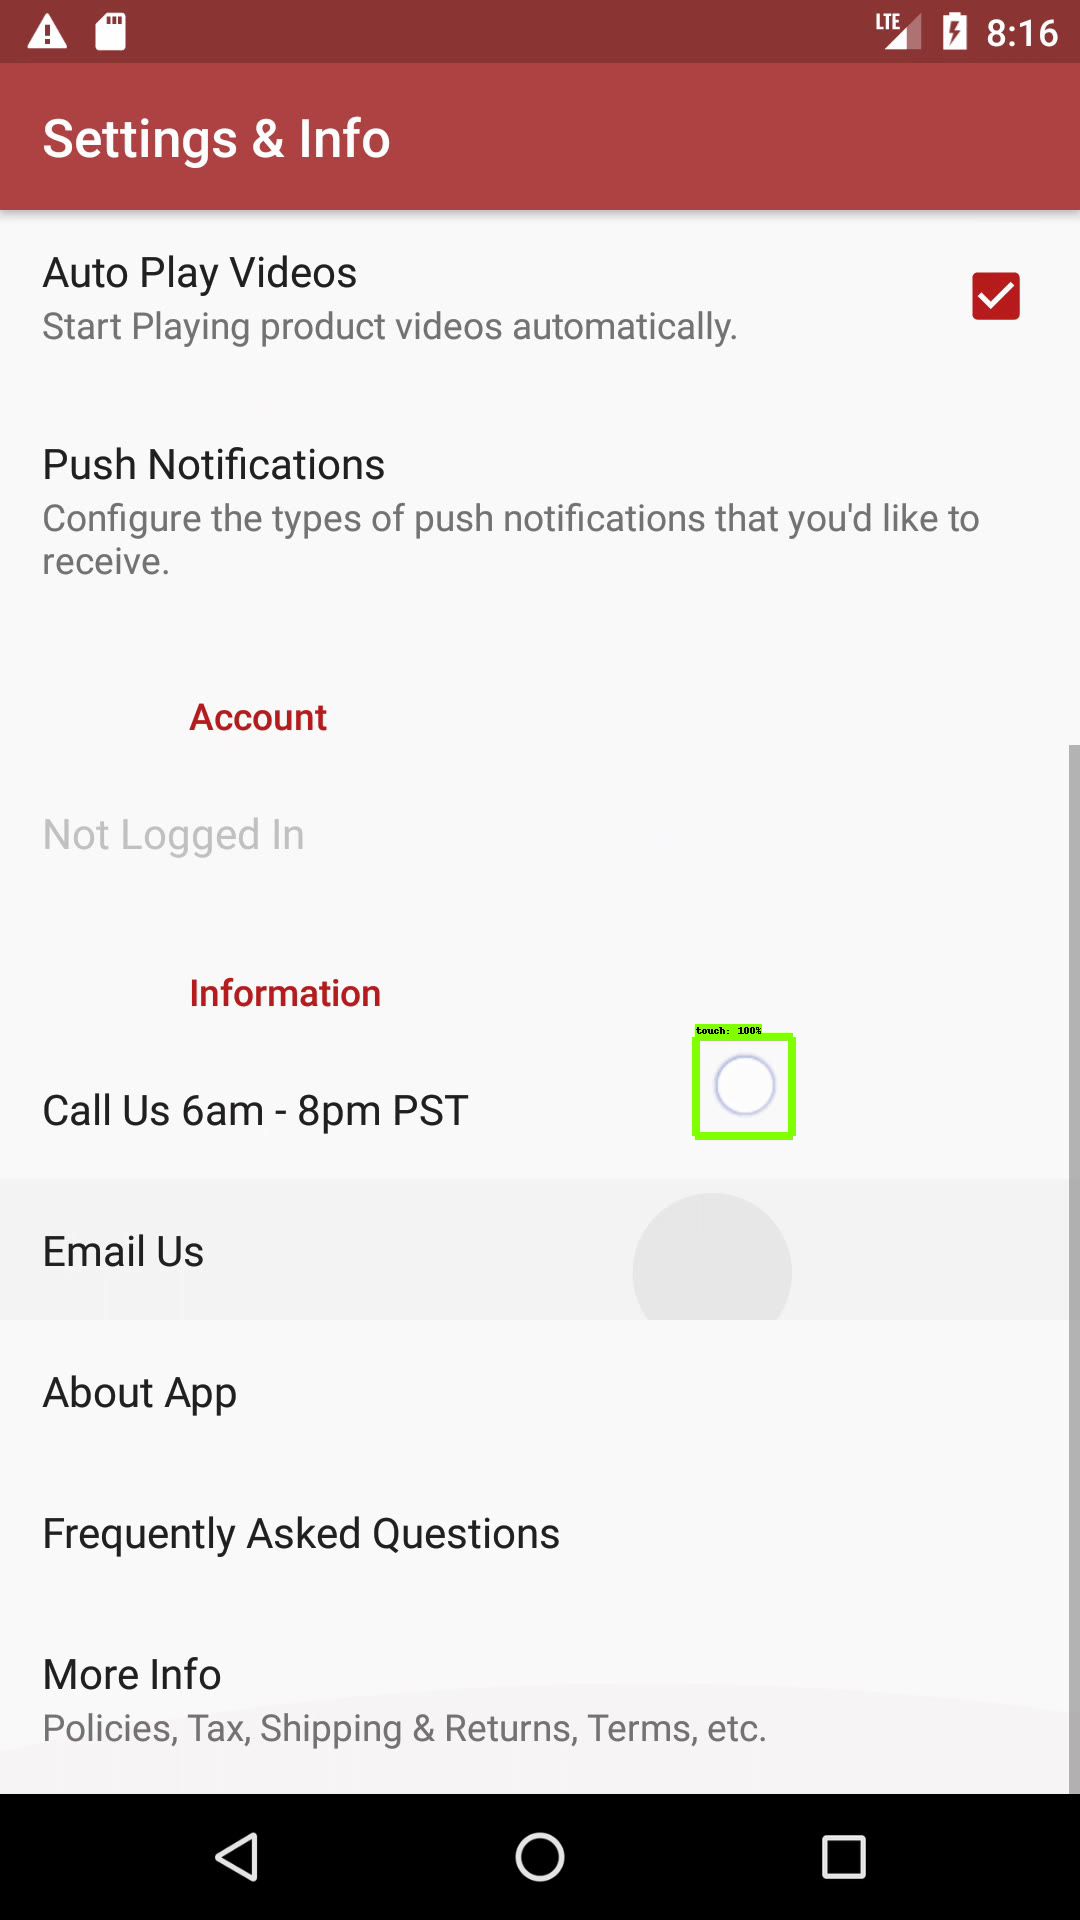 LTE 8:16
Settings & Info
Auto Play Videos
Start Playing product videos automatically.
Push Notifications
Configure the types of push notifications that you'd like to
receive.
Account
Not Logged In
Information
touch: 100%
Call Us 6am - 8pm PST
Email Us
About App
Frequently Asked Questions
More Info
Policies, Tax, Shipping & Returns, Terms, etc.